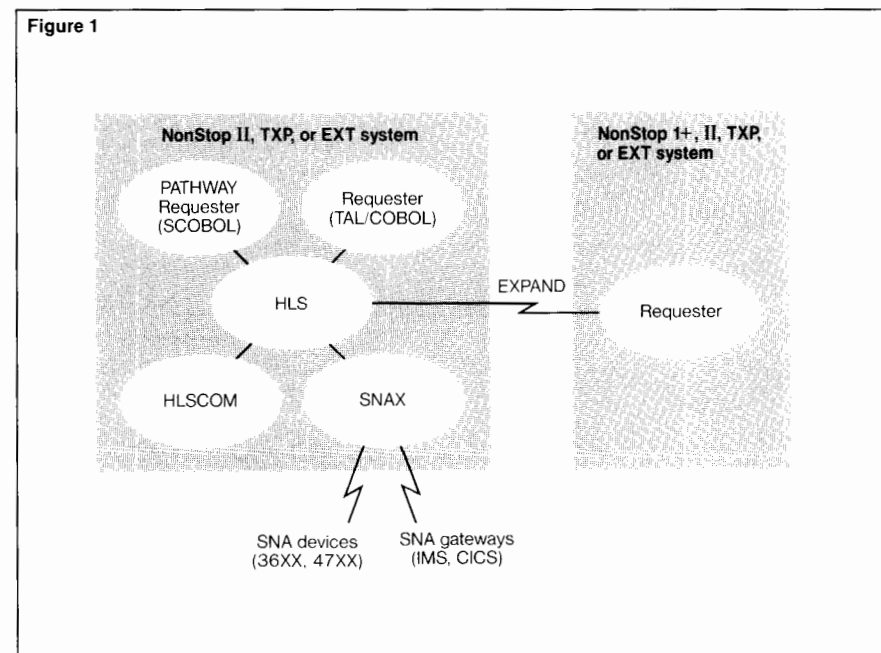 Figure 1
NonStop II, TXP, or EXT system
NonStop 1+, II, TXP,
or EXT system
PATHWAY
Requester
(SCOBOL)
Requester
(TAL/COBOL)
HLS
EXPAND
Requester
HLSCOM
SNAX
SNA devices
(36XX, 47XX)
SNA gateways
(IMS, CICS)